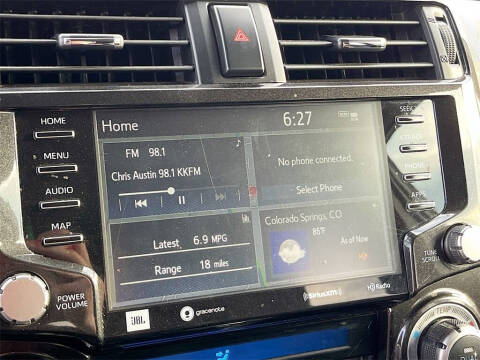 HOME
MENU
AUDIO
MAP
POWER
VOLUME
Home
6:27
FM 98.1
Chris Austin 98.1 KKFM
No phone connected.
Select Phone
Latest 6.9 MPG
Range 18 miles
Colorado Springs, CO
86°F
As of Now
JBL
gracenote
SiriusXM
HD Radio
SEEK
TRACK
PHONE
APPS
TUNE
SCROLL
TEMP